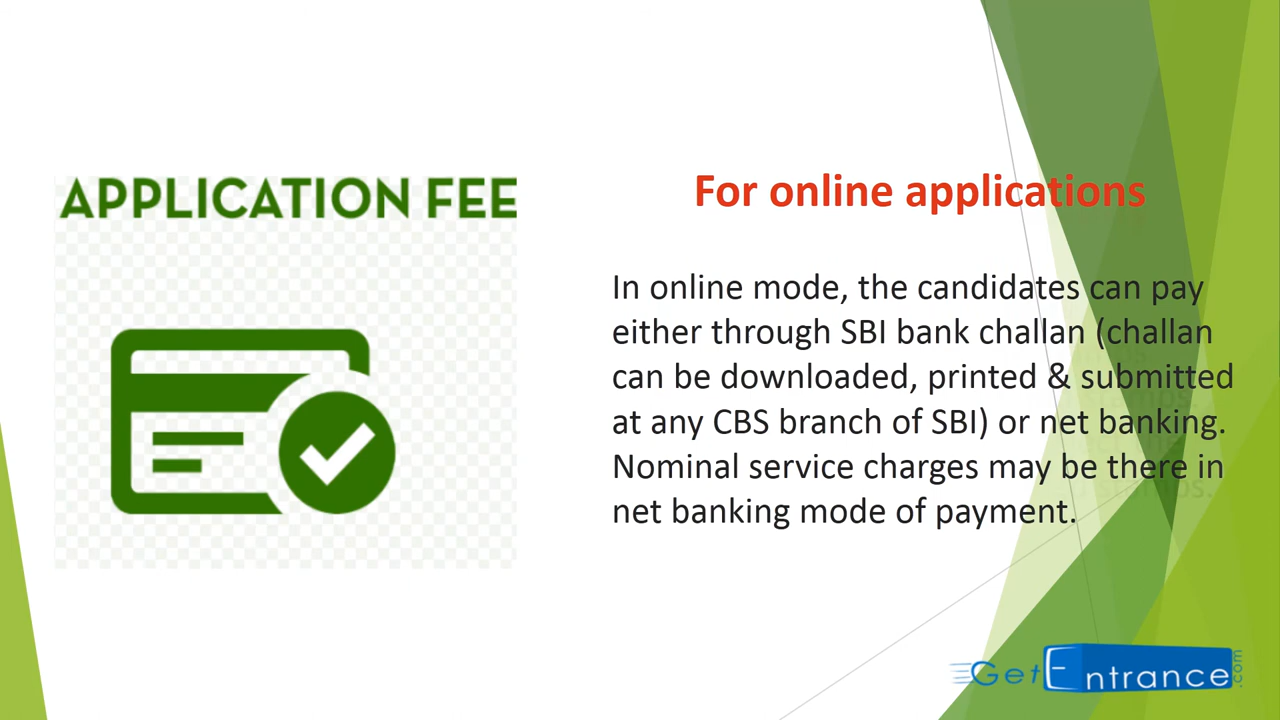 APPLICATION FEE
For online applications
In online mode, the candidates can pay
either through SBI bank challan (challan
can be downloaded, printed & submitted
at any CBS branch of SBI) or net banking.
Nominal service charges may be there in
net banking mode of payment.
GetEntrance.com